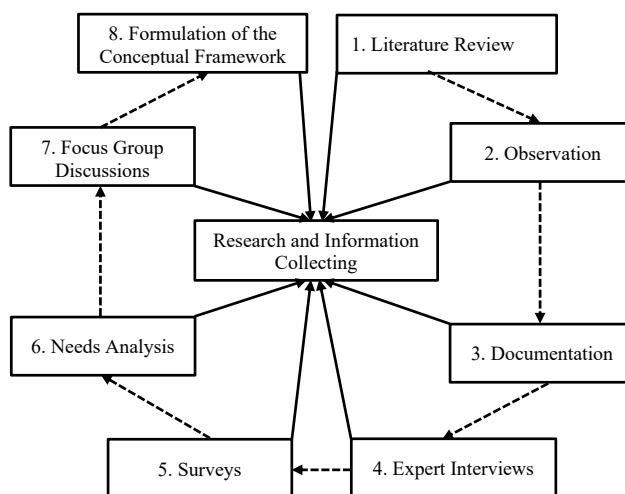 8. Formulation of the
Conceptual Framework
1. Literature Review
7. Focus Group
Discussions
2. Observation
Research and Information
Collecting
6. Needs Analysis
3. Documentation
5. Surveys
4. Expert Interviews